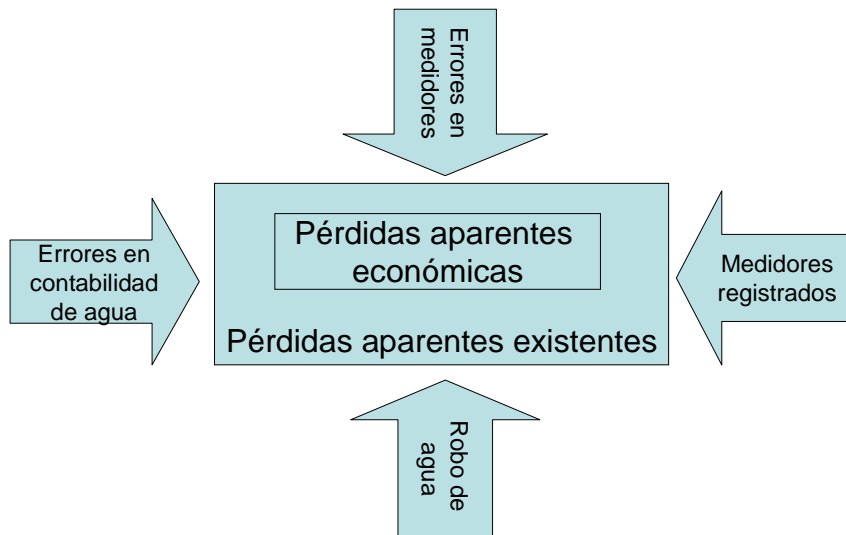 Errores en
medidores
Pérdidas aparentes
económicas
Errores en
contabilidad
de agua
Medidores
registrados
Pérdidas aparentes existentes
Robo de
agua